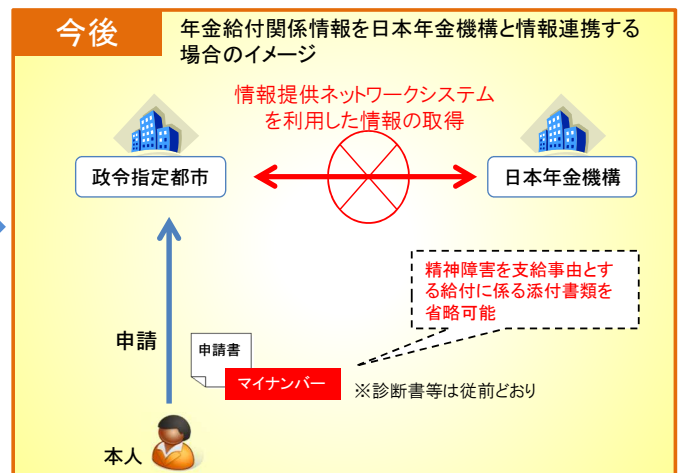 今後
年金給付関係情報を日本年金機構と情報連携する
場合のイメージ
情報提供ネットワークシステム
を利用した情報の取得
政令指定都市
日本年金機構
精神障害を支給事由とす
る給付に係る添付書類を
省略可能
申請
申請書
マイナンバー
※診断書等は従前どおり
本人